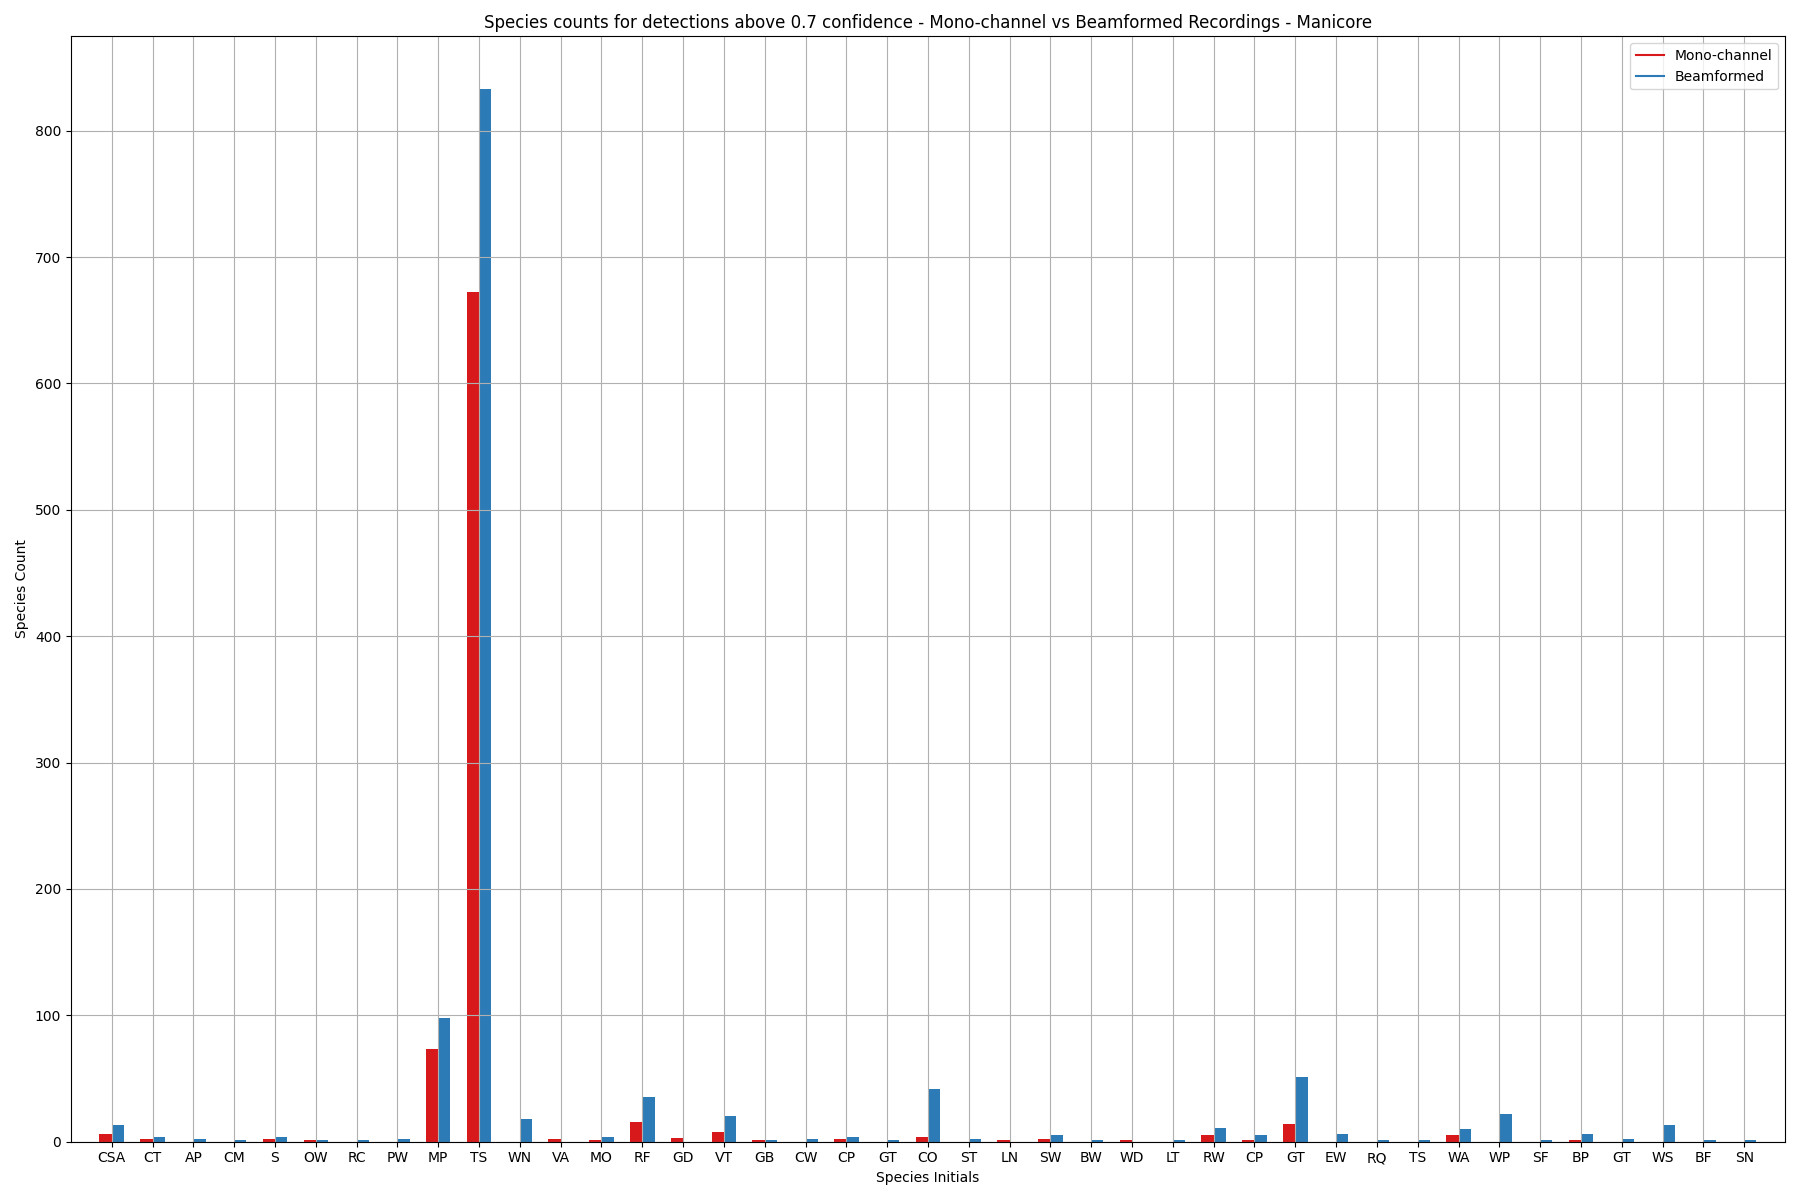 Species counts for detections above 0.7 confidence - Mono-channel vs Beamformed Recordings - Manicore
Mono-channel
Beamformed
800
700
600
500
400
300
200
100
0
Species Count
CSA CT AP CM S OW RC PW MP TS WN VA MO RF GD VT GB CW CP GT CO ST LN SW BW WD LT RW CP GT EW RQ TS WA WP SF BP GT WS BF SN
Species Initials